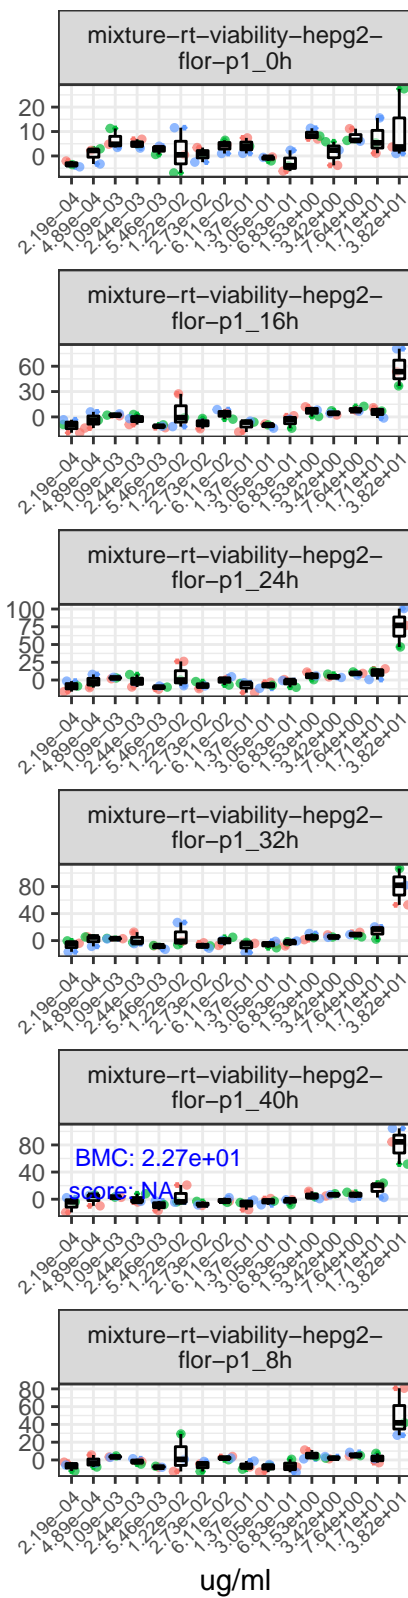 mixture−rt−viability−hepg2−
flor−p1_0h
20
10
0
2.19e−04
4.89e−04
1.09e−03
2.44e−03
5.46e−03
1.22e−02
2.73e−02
6.11e−02
1.37e−01
3.05e−01
6.83e−01
1.53e+00
3.42e+00
7.64e+00
1.71e+01
3.82e+01
mixture−rt−viability−hepg2−
flor−p1_16h
60
30
0
2.19e−04
4.89e−04
1.09e−03
2.44e−03
5.46e−03
1.22e−02
2.73e−02
6.11e−02
1.37e−01
3.05e−01
6.83e−01
1.53e+00
3.42e+00
7.64e+00
1.71e+01
3.82e+01
mixture−rt−viability−hepg2−
flor−p1_24h
100
75
50
25
0
2.19e−04
4.89e−04
1.09e−03
2.44e−03
5.46e−03
1.22e−02
2.73e−02
6.11e−02
1.37e−01
3.05e−01
6.83e−01
1.53e+00
3.42e+00
7.64e+00
1.71e+01
3.82e+01
mixture−rt−viability−hepg2−
flor−p1_32h
80
40
0
2.19e−04
4.89e−04
1.09e−03
2.44e−03
5.46e−03
1.22e−02
2.73e−02
6.11e−02
1.37e−01
3.05e−01
6.83e−01
1.53e+00
3.42e+00
7.64e+00
1.71e+01
3.82e+01
mixture−rt−viability−hepg2−
flor−p1_40h
80
40
0
BMC: 2.27e+01
score: NA
2.19e−04
4.89e−04
1.09e−03
2.44e−03
5.46e−03
1.22e−02
2.73e−02
6.11e−02
1.37e−01
3.05e−01
6.83e−01
1.53e+00
3.42e+00
7.64e+00
1.71e+01
3.82e+01
mixture−rt−viability−hepg2−
flor−p1_8h
80
60
40
20
0
2.19e−04
4.89e−04
1.09e−03
2.44e−03
5.46e−03
1.22e−02
2.73e−02
6.11e−02
1.37e−01
3.05e−01
6.83e−01
1.53e+00
3.42e+00
7.64e+00
1.71e+01
3.82e+01
ug/ml